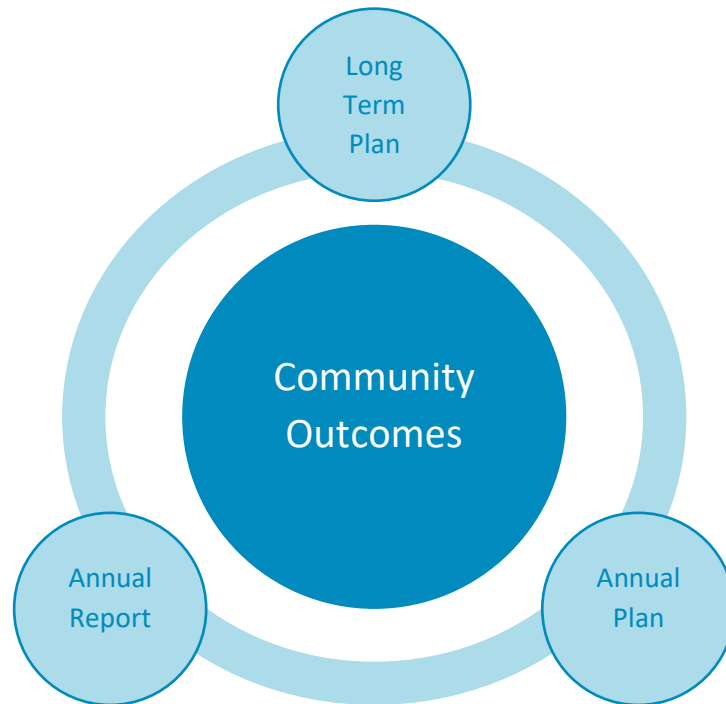 Long
Term
Plan
Community
Outcomes
Annual
Report
Annual
Plan